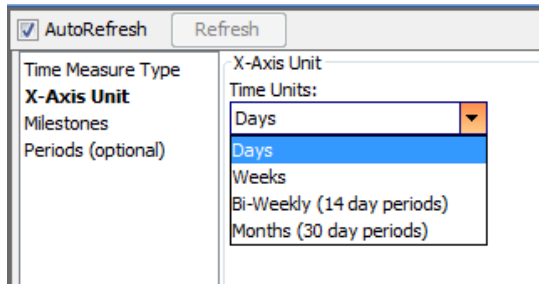 AutoRefresh
Refresh
Time Measure Type
X-Axis Unit
Milestones
Periods (optional)
X-Axis Unit
Time Units:
Days
Days
Weeks
Bi-Weekly (14 day periods)
Months (30 day periods)